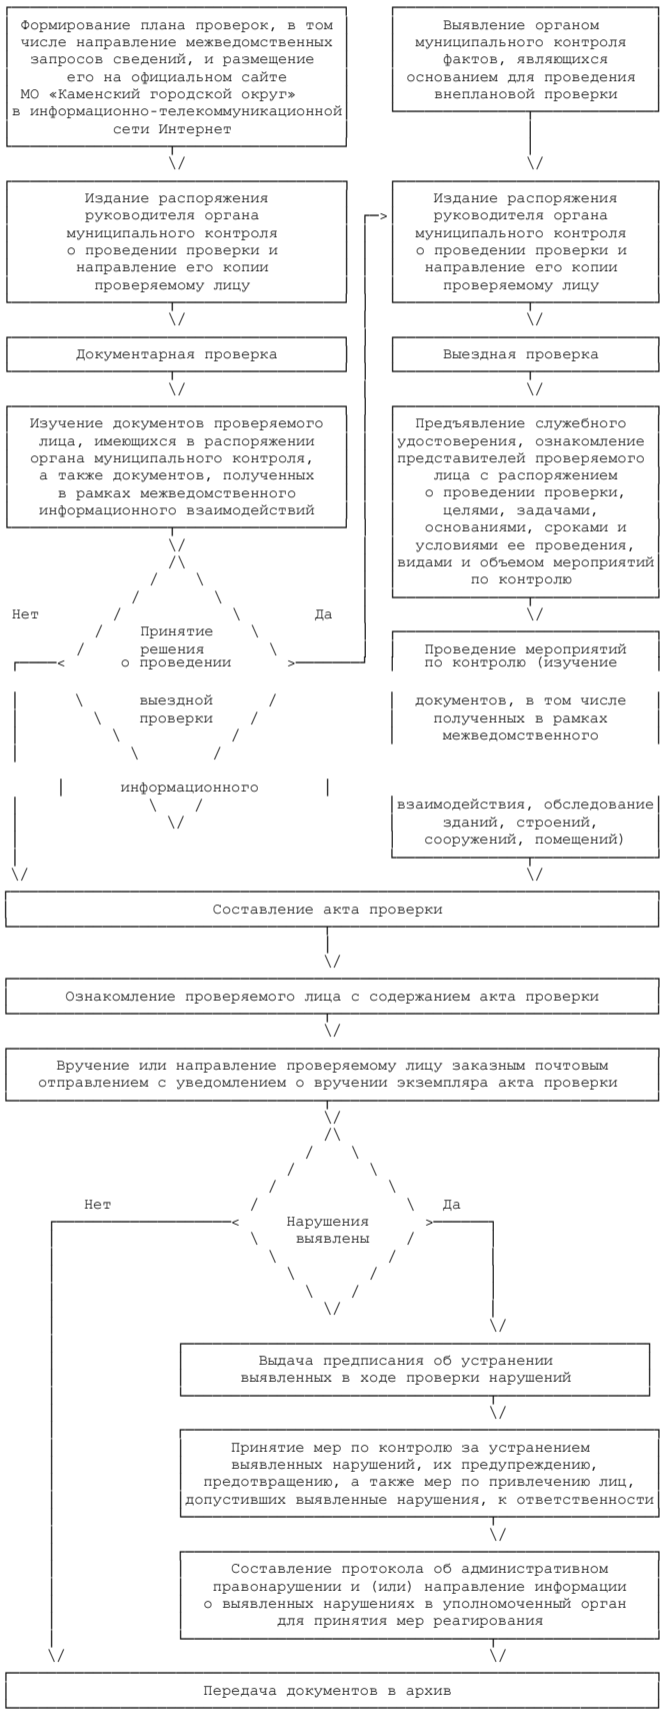 Формирование плана проверок, в том
числе направление межведомственных
запросов сведений, и размещение
его на официальном сайте
МО «Каменский городской округ»
в информационно-телекоммуникационной
сети Интернет
Выявление органом
муниципального контроля
фактов, являющихся
основанием для проведения
внеплановой проверки
Издание распоряжения
руководителя органа
муниципального контроля
о проведении проверки и
направление его копии
проверяемому лицу
Издание распоряжения
руководителя органа
муниципального контроля
о проведении проверки и
направление его копии
проверяемому лицу
Документарная проверка
Выездная проверка
Изучение документов проверяемого
лица, имеющихся в распоряжении
органа муниципального контроля,
а также документов, полученных
в рамках межведомственного
информационного взаимодействий
Предъявление служебного
удостоверения, ознакомление
представителей проверяемого
лица с распоряжением
о проведении проверки,
целями, задачами,
основаниями, сроками и
условиями ее проведения,
видами и объемом мероприятий
по контролю
Нет
Да
Принятие
решения
о проведении
выездной
проверки
информационного
Проведение мероприятий
по контролю (изучение
документов, в том числе
полученных в рамках
межведомственного
взаимодействия, обследование
зданий, строений,
сооружений, помещений)
Составление акта проверки
Ознакомление проверяемого лица с содержанием акта проверки
Вручение или направление проверяемому лицу заказным почтовым
отправлением с уведомлением о вручении экземпляра акта проверки
Нет
Да
Нарушения
выявлены
Выдача предписания об устранении
выявленных в ходе проверки нарушений
Принятие мер по контролю за устранением
выявленных нарушений, их предупреждению,
предотвращению, а также мер по привлечению лиц,
допустивших выявленные нарушения, к ответственности
Составление протокола об административном
правонарушении и (или) направление информации
о выявленных нарушениях в уполномоченный орган
для принятия мер реагирования
Передача документов в архив